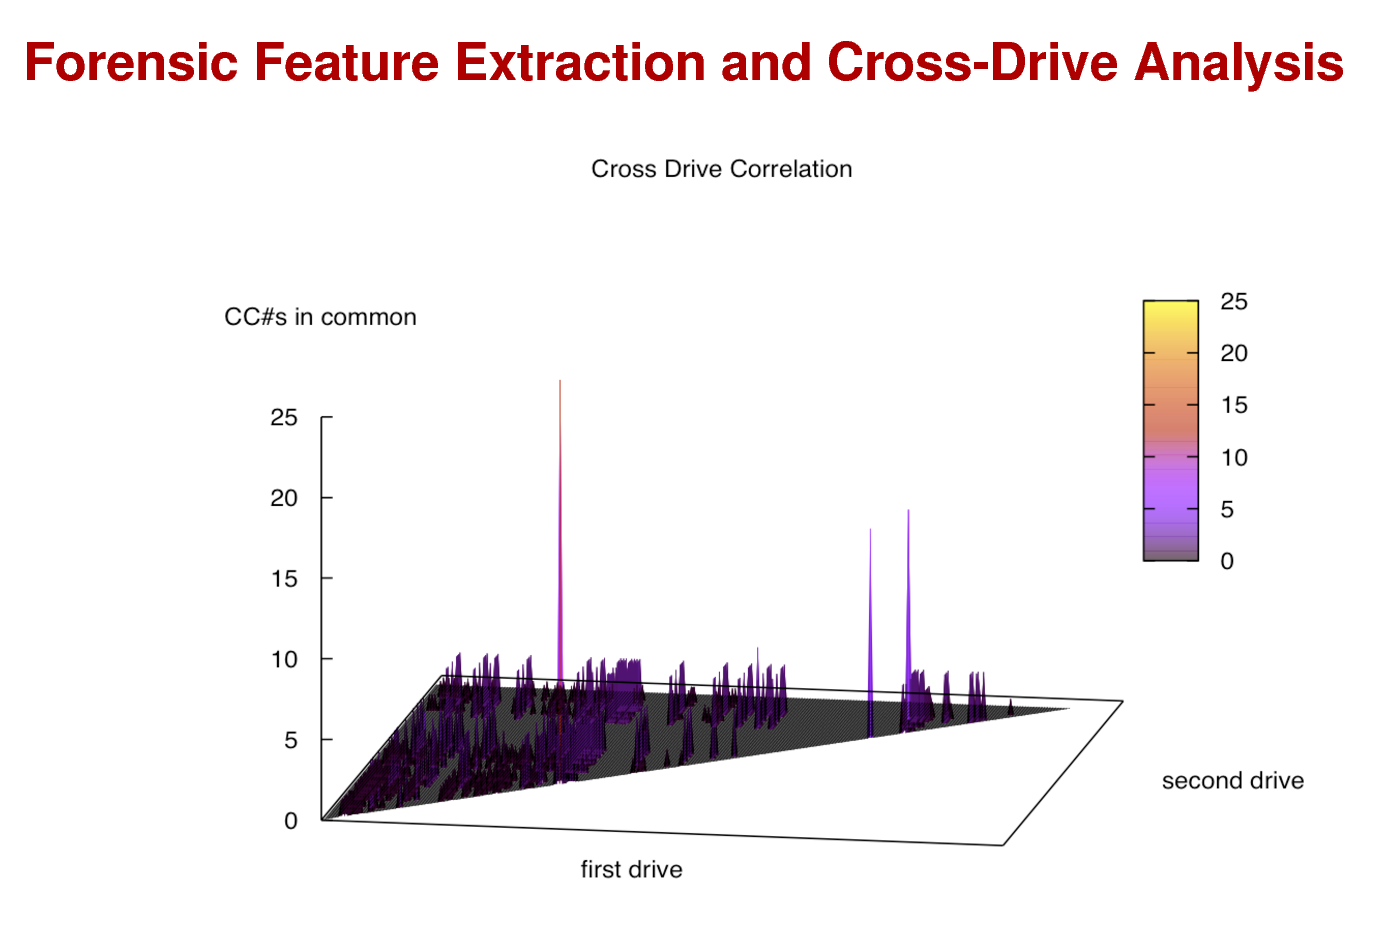 Forensic Feature Extraction and Cross-Drive Analysis
Cross Drive Correlation
CC#s in common
25
20
15
10
5
0
25
20
15
10
5
0
second drive
first drive